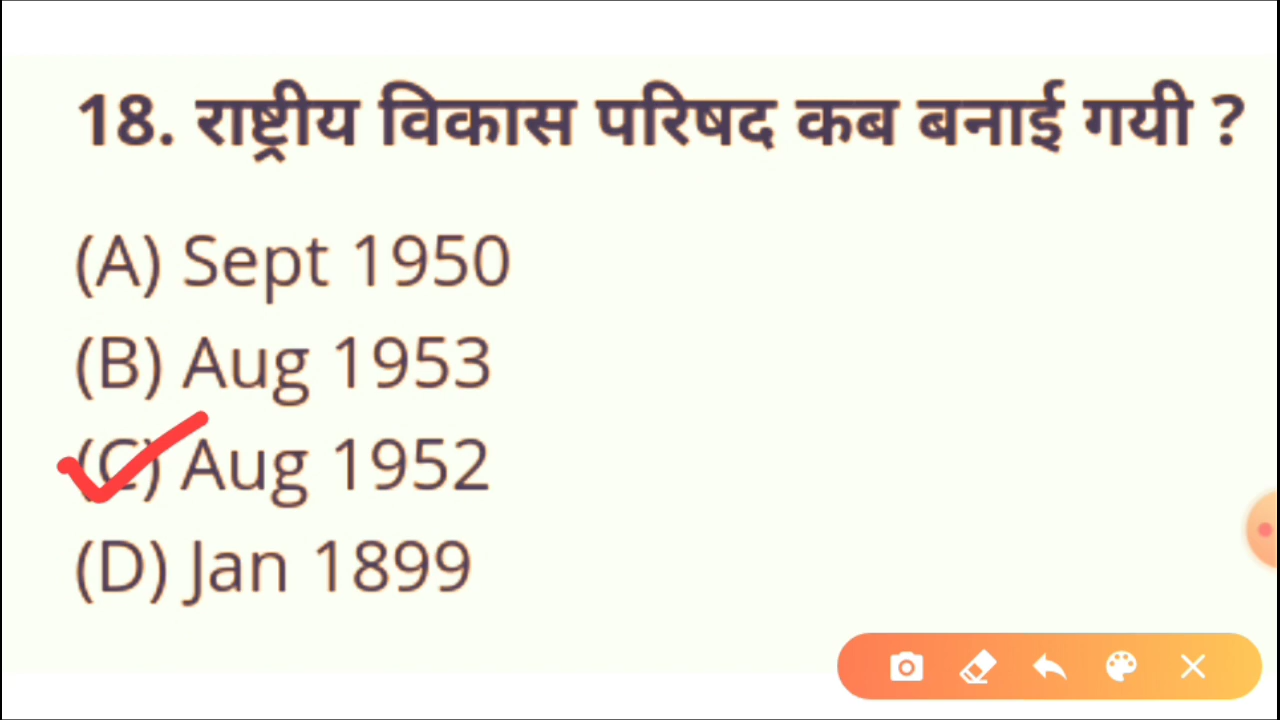 18. राष्ट्रीय विकास परिषद कब बनाई गयी ?
(A) Sept 1950
(B) Aug 1953
(C) Aug 1952
(D) Jan 1899